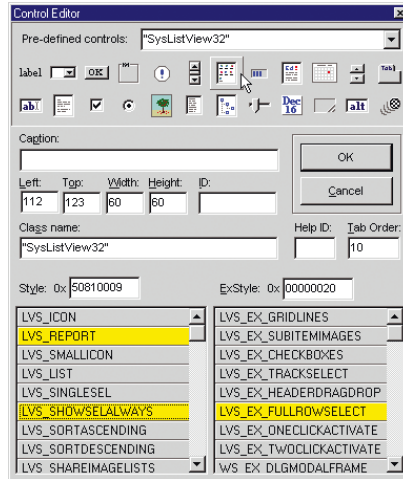 Control Editor
Pre-defined controls: "SysListView32"
label OK Tab1
ab Dec 16 alt
Caption:
OK
Left: Top: Width: Height: ID:
112 123 60 60
Cancel
Class name: Help ID: Tab Order:
"SysListView32" 10
Style: 0x 50810009 ExStyle: 0x 00000020
LVS_ICON LVS_EX_GRIDLINES
LVS_REPORT LVS_EX_SUBITEMIMAGES
LVS_SMALLICON LVS_EX_CHECKBOXES
LVS_LIST LVS_EX_TRACKSELECT
LVS_SINGLESEL LVS_EX_HEADERDRAGDROP
LVS_SHOWSELALWAYS LVS_EX_FULLROWSELECT
LVS_SORTASCENDING LVS_EX_ONECLICKACTIVATE
LVS_SORTDESCENDING LVS_EX_TWOCLICKACTIVATE
LVS_SHAREIMAGELISTS WS_EX_DLGMODALFRAME